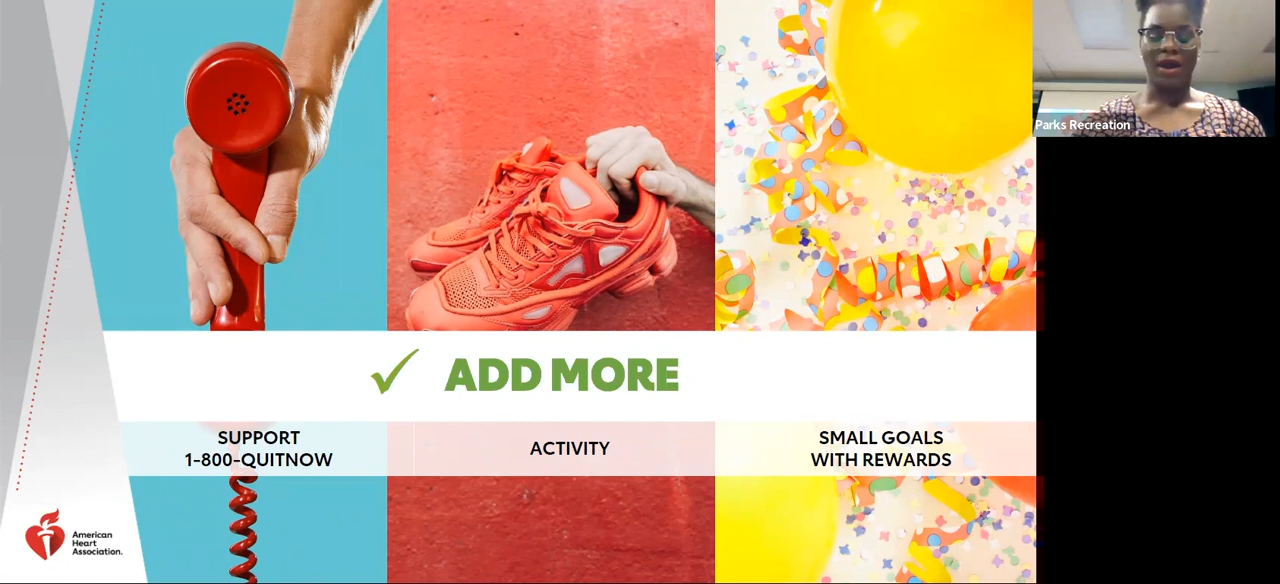 Parks Recreation
ADD MORE
SUPPORT
1-800-QUITNOW
ACTIVITY
SMALL GOALS
WITH REWARDS
American
Heart
Association.